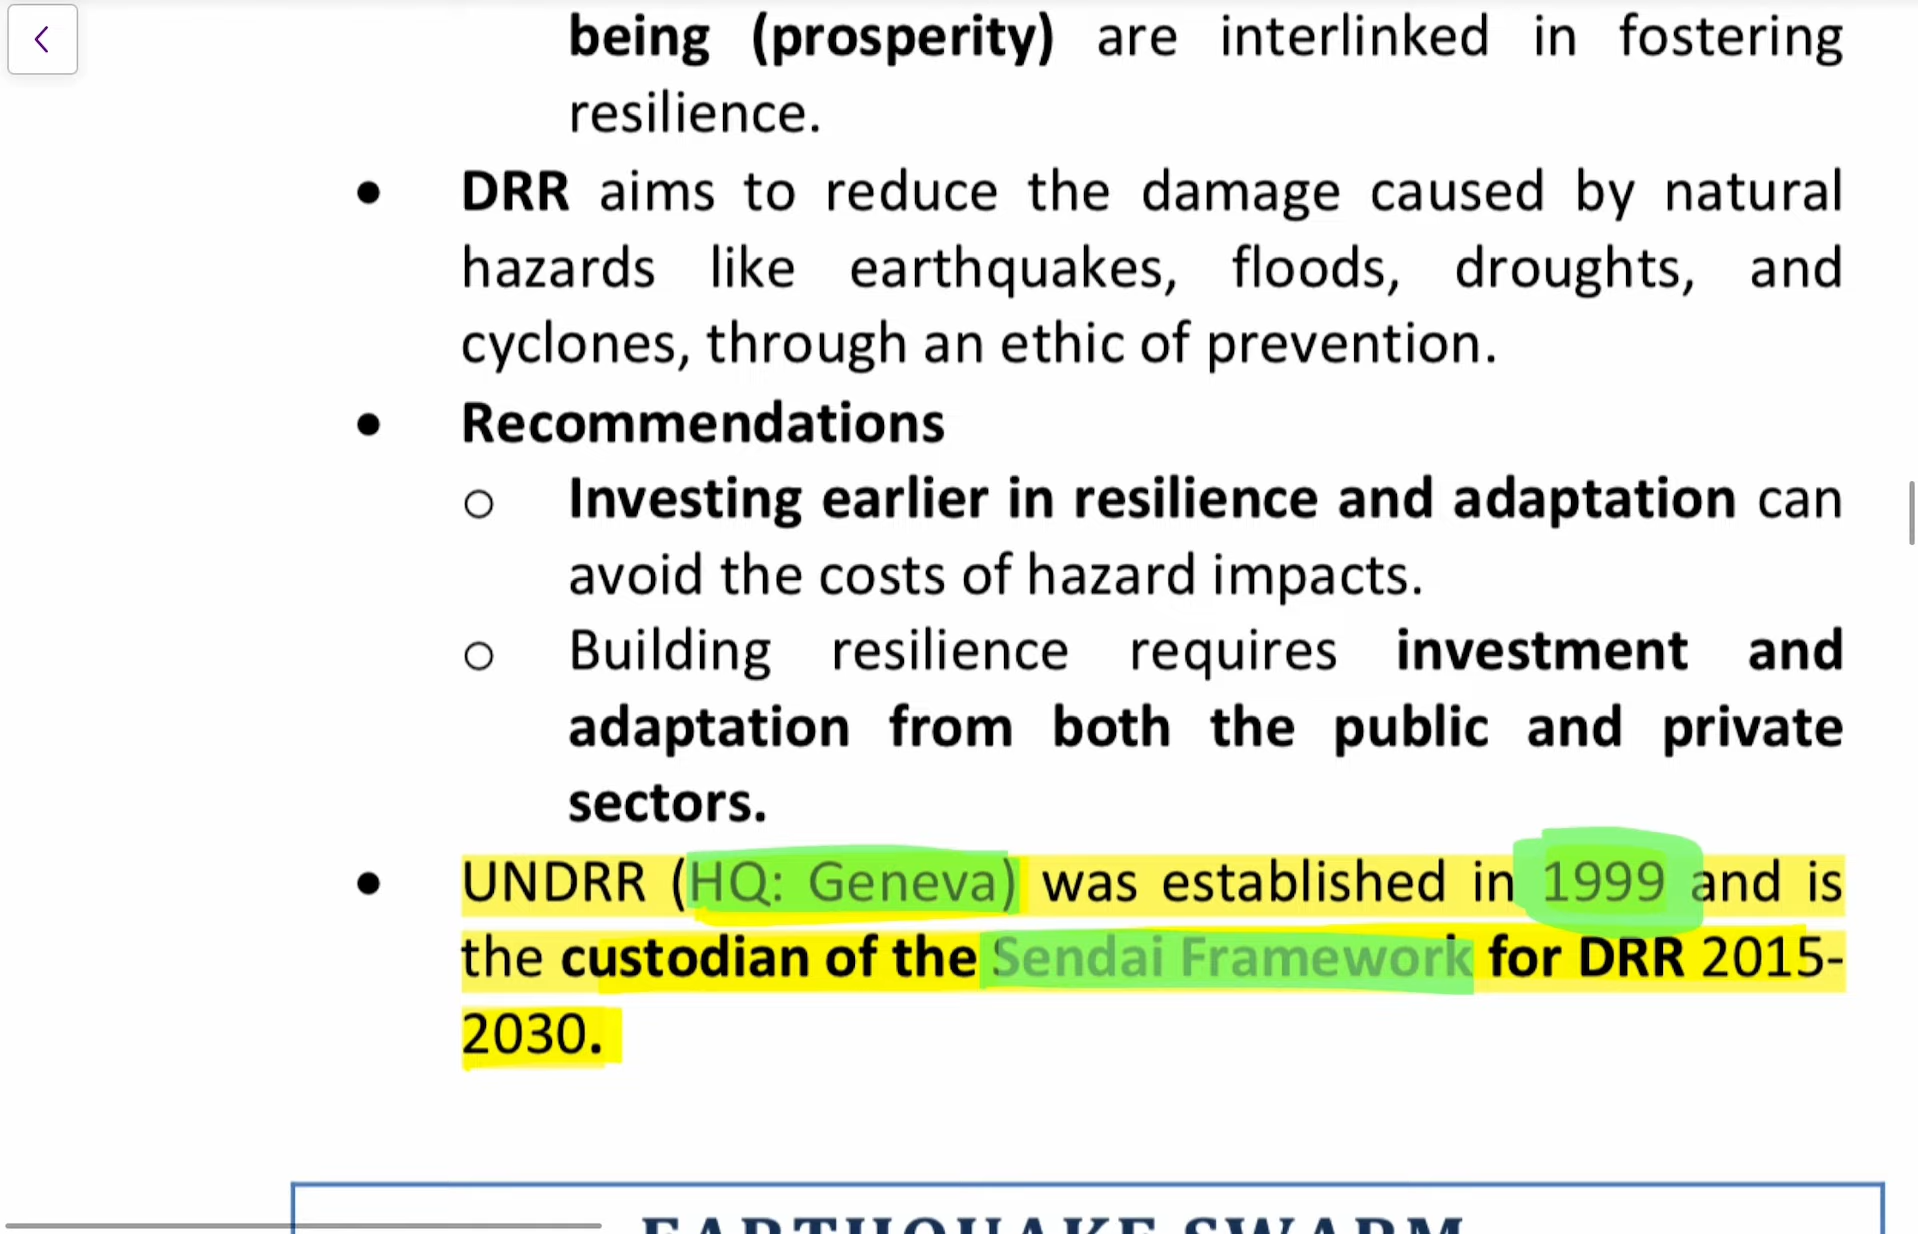 being (prosperity) are interlinked in fostering
resilience.
● DRR aims to reduce the damage caused by natural
hazards like earthquakes, floods, droughts, and
cyclones, through an ethic of prevention.
● Recommendations
○ Investing earlier in resilience and adaptation can
avoid the costs of hazard impacts.
○ Building resilience requires investment and
adaptation from both the public and private
sectors.
● UNDRR (HQ: Geneva) was established in 1999 and is
the custodian of the Sendai Framework for DRR 2015-
2030.
EARTHQUAKE SWARM